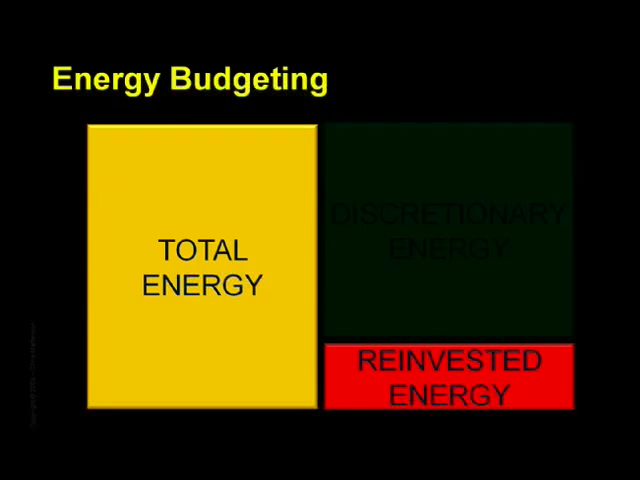 Energy Budgeting
TOTAL
ENERGY
DISCRETIONARY
ENERGY
REINVESTED
ENERGY